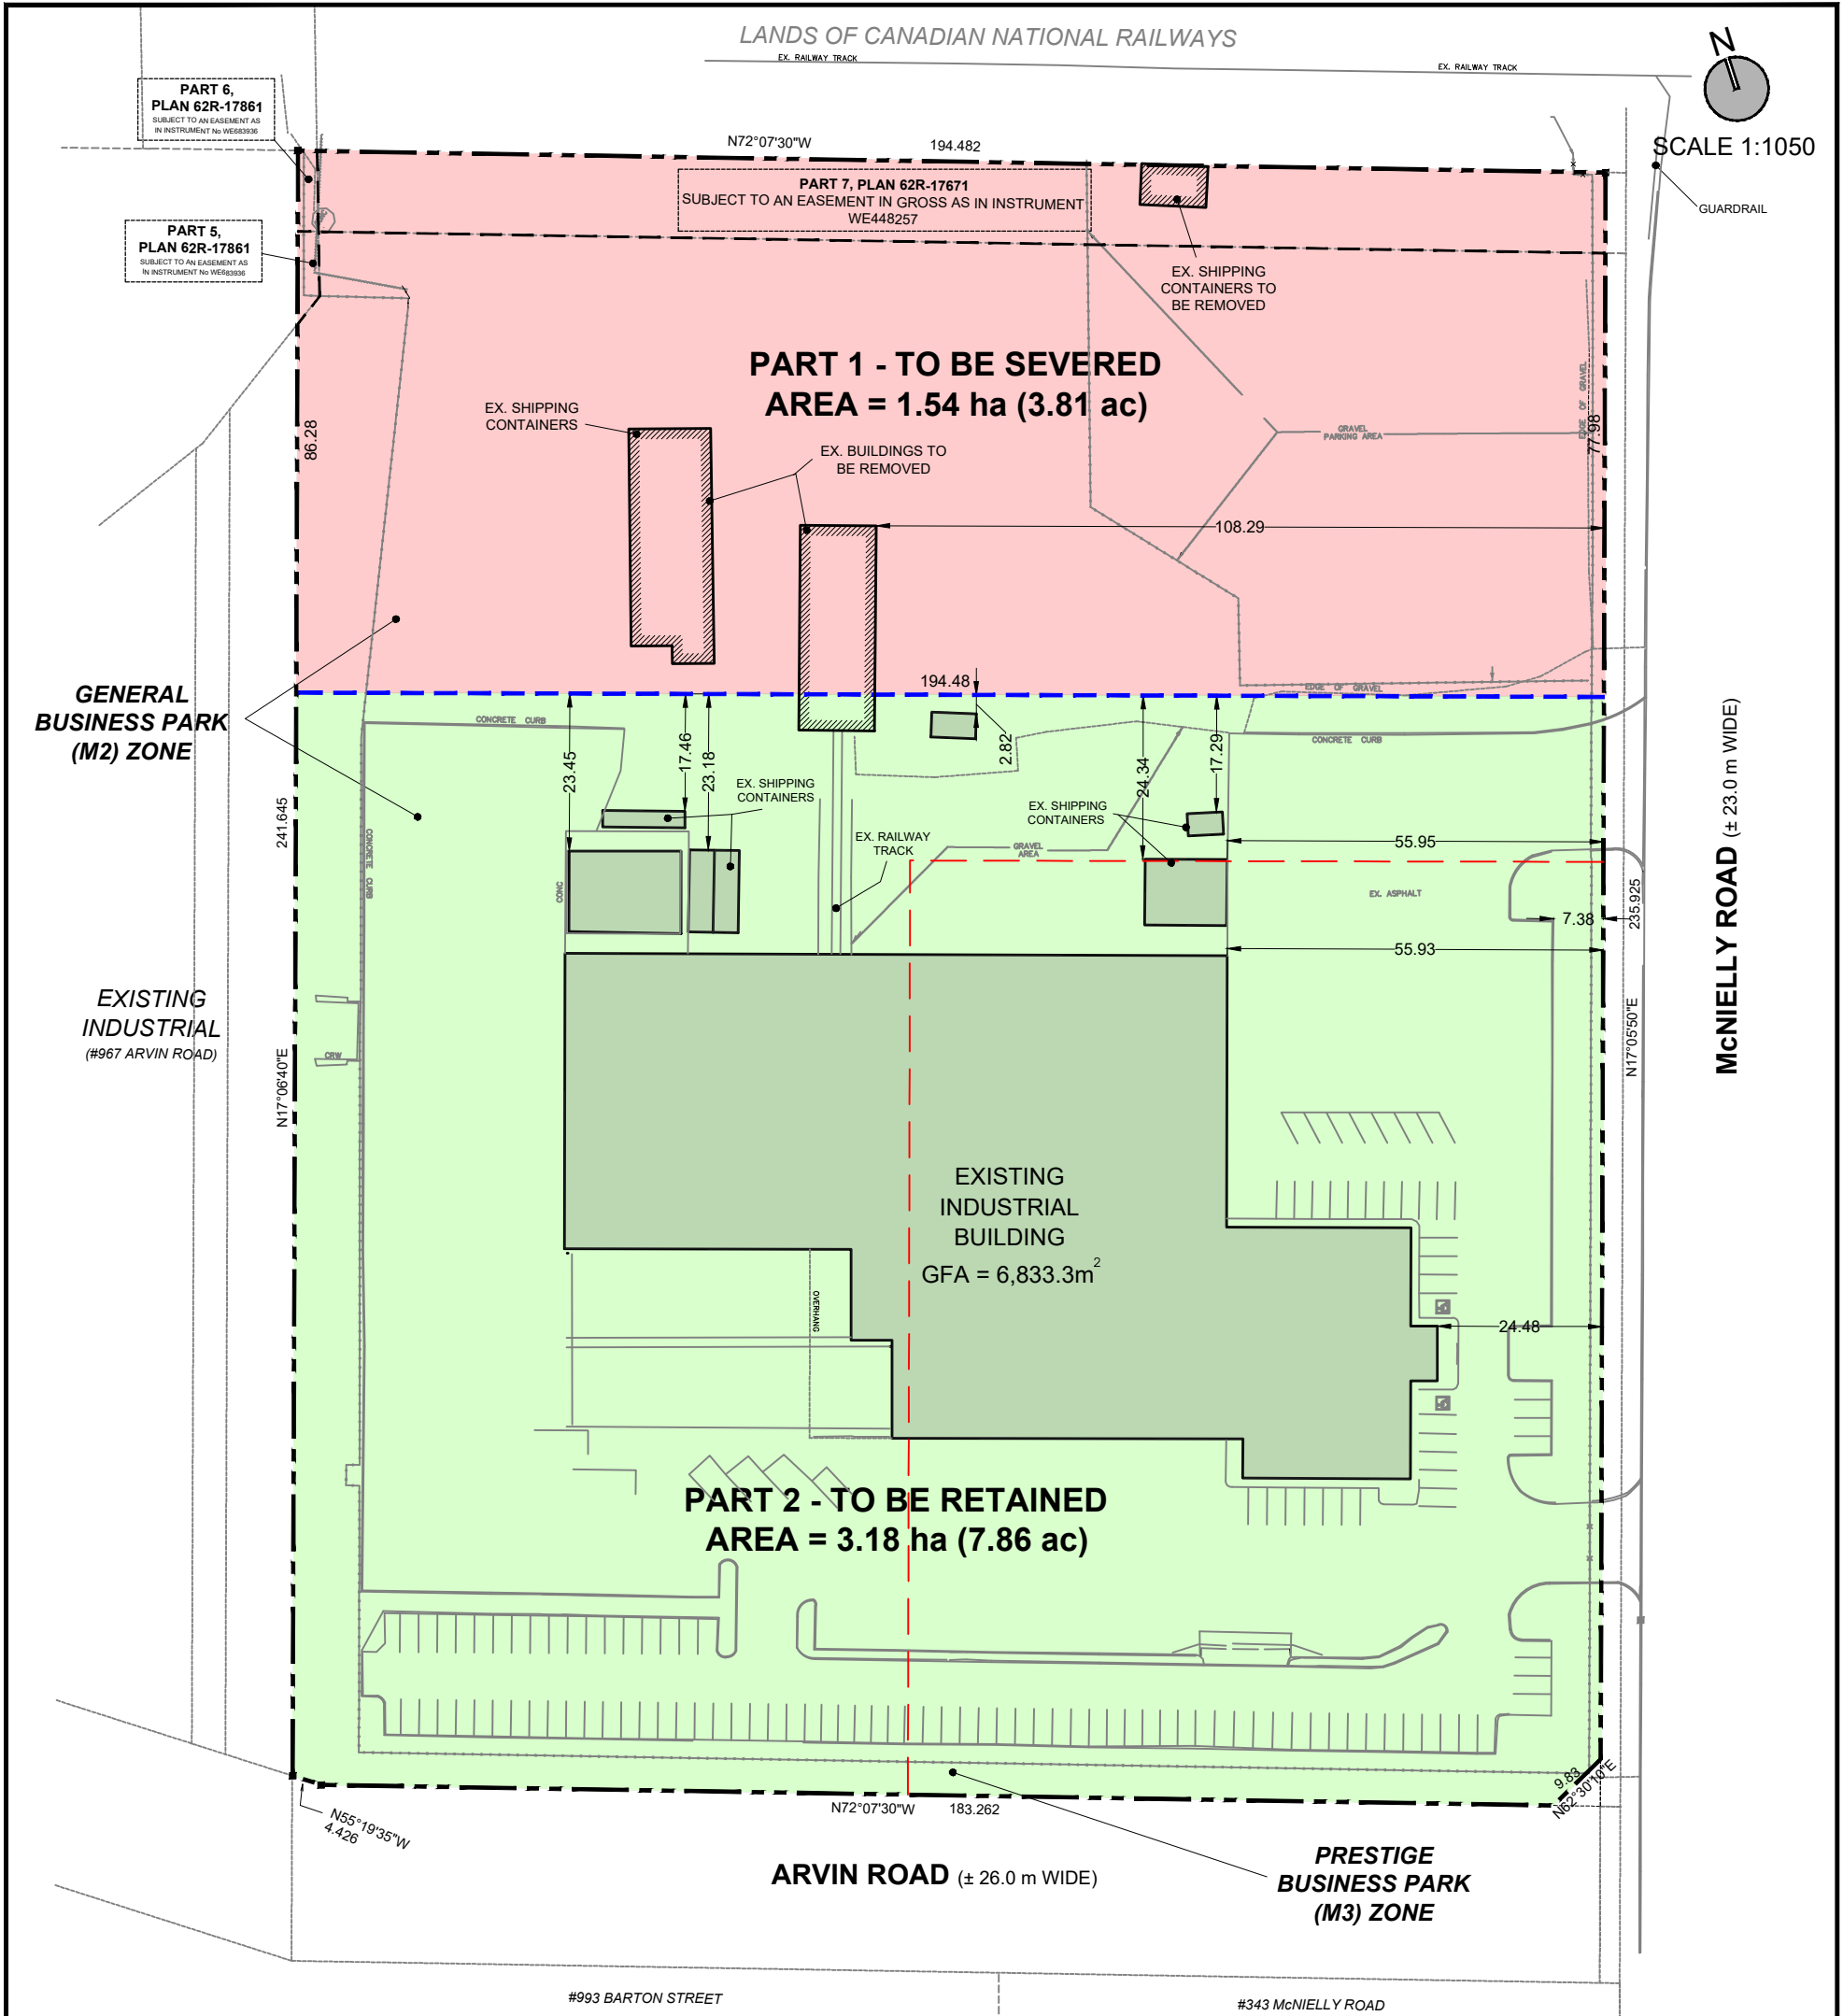 LANDS OF CANADIAN NATIONAL RAILWAYS
EX. RAILWAY TRACK
EX. RAILWAY TRACK
N
SCALE 1:1050
PART 6,
PLAN 62R-17861
SUBJECT TO AN EASEMENT AS
IN INSTRUMENT No WE683936
N72°07'30"W
194.482
GUARDRAIL
PART 7, PLAN 62R-17671
SUBJECT TO AN EASEMENT IN GROSS AS IN INSTRUMENT
WE448257
PART 5,
PLAN 62R-17861
SUBJECT TO AN EASEMENT AS
IN INSTRUMENT No WE683936
EX. SHIPPING
CONTAINERS TO
BE REMOVED
PART 1 - TO BE SEVERED
AREA = 1.54 ha (3.81 ac)
EX. SHIPPING
CONTAINERS
EX. BUILDINGS TO
BE REMOVED
86.28
GRAVEL
PARKING AREA
EDGE OF GRAVEL
77.98
108.29
194.48
EDGE OF GRAVEL
GENERAL
BUSINESS PARK
(M2) ZONE
CONCRETE CURB
CONCRETE CURB
23.45
17.46
23.18
2.82
24.34
17.29
EX. SHIPPING
CONTAINERS
EX. SHIPPING
CONTAINERS
EX. RAILWAY
TRACK
GRAVEL
AREA
241.645
CONCRETE CURB
CONC
55.95
EX. ASPHALT
7.38
235.925
55.93
McNIELLY ROAD (± 23.0 m WIDE)
EXISTING
INDUSTRIAL
(#967 ARVIN ROAD)
CRW
N17°06'40"E
N17°05'50"E
EXISTING
INDUSTRIAL
BUILDING
GFA = 6,833.3m2
OVERHANG
24.48
PART 2 - TO BE RETAINED
AREA = 3.18 ha (7.86 ac)
9.83
N62°30'10"E
N72°07'30"W
183.262
N55°19'35"W
4.426
ARVIN ROAD (± 26.0 m WIDE)
PRESTIGE
BUSINESS PARK
(M3) ZONE
#993 BARTON STREET
#343 McNIELLY ROAD